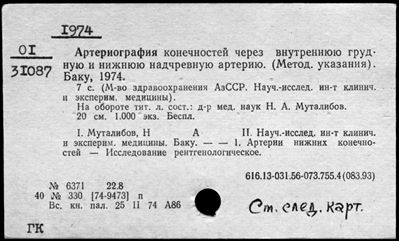 1974
01
31087
Артериография конечностей через внутреннюю груд-
ную и нижнюю надчревную артерию. (Метод. указания).
Баку, 1974.
7 с. (М-во здравоохранения АзССР. Науч.-исслед. ин-т клинич.
и эксперим. медицины).
На обороте тит. л. сост.: д-р мед. наук Н. А. Муталибов.
20 см. 1.000 экз. Беспл.
I. Муталибов, Н А II. Науч.-исслед. ин-т клинич.
и эксперим. медицины. Баку. — — 1. Артерии нижних конечно-
стей — Исследование рентгенологическое.
616.13-031.56-073.755.4 (083.93)
№ 6371 22.8
40 № 330 [74-9473] п
Вс. кн. пал. 25 II 74 А86
Ст. след. карт.
ГК